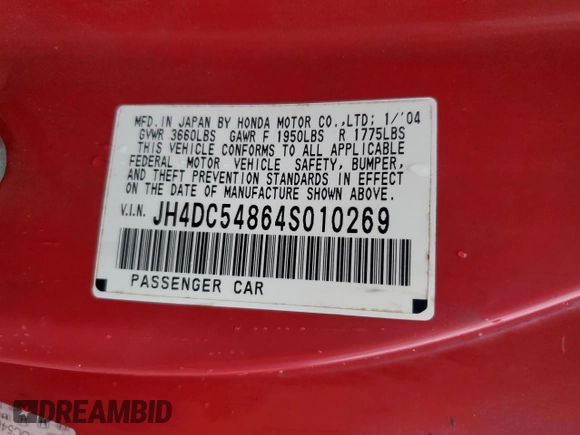 MFD. IN JAPAN BY HONDA MOTOR CO.,LTD; 1/'04
GVWR 3660LBS GAWR F 1950LBS R 1775LBS
THIS VEHICLE CONFORMS TO ALL APPLICABLE
FEDERAL MOTOR VEHICLE SAFETY, BUMPER,
AND THEFT PREVENTION STANDARDS IN EFFECT
ON THE DATE OF MANUFACTURE SHOWN ABOVE.
V.I.N. JH4DC54864S010269
PASSENGER CAR
DREAMBID